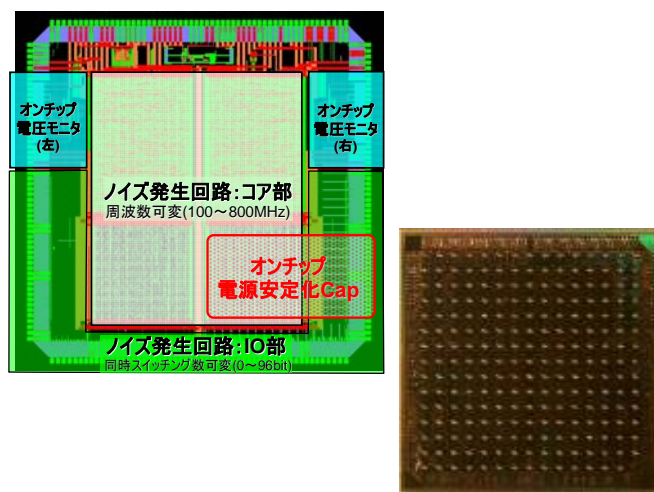 オンチップ
電圧モニタ
(左)
オンチップ
電圧モニタ
(右)
ノイズ発生回路:コア部
周波数可変(100～800MHz)
オンチップ
電源安定化Cap
ノイズ発生回路:IO部
同時スイッチング数可変(0～96bit)